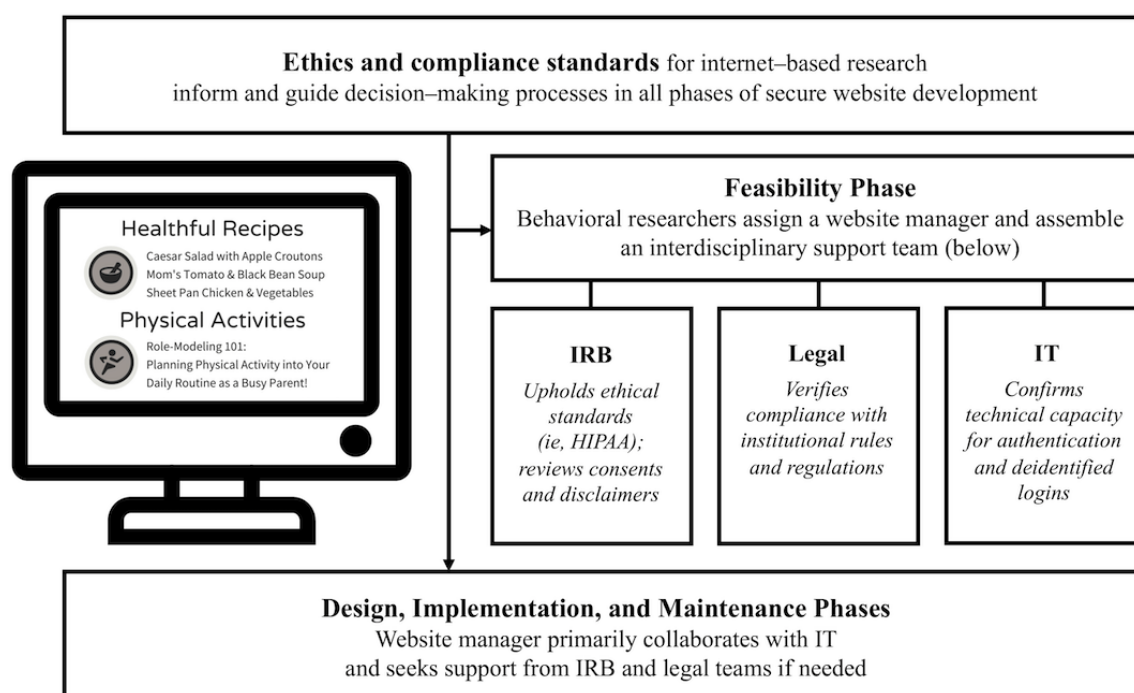 Ethics and compliance standards for internet–based research
inform and guide decision–making processes in all phases of secure website development
Healthful Recipes
Caesar Salad with Apple Croutons
Mom's Tomato & Black Bean Soup
Sheet Pan Chicken & Vegetables
Physical Activities
Role-Modeling 101:
Planning Physical Activity into Your
Daily Routine as a Busy Parent!
Feasibility Phase
Behavioral researchers assign a website manager and assemble
an interdisciplinary support team (below)
IRB
Upholds ethical
standards
(ie, HIPAA);
reviews consents
and disclaimers
Legal
Verifies
compliance with
institutional rules
and regulations
IT
Confirms
technical capacity
for authentication
and deidentified
logins
Design, Implementation, and Maintenance Phases
Website manager primarily collaborates with IT
and seeks support from IRB and legal teams if needed